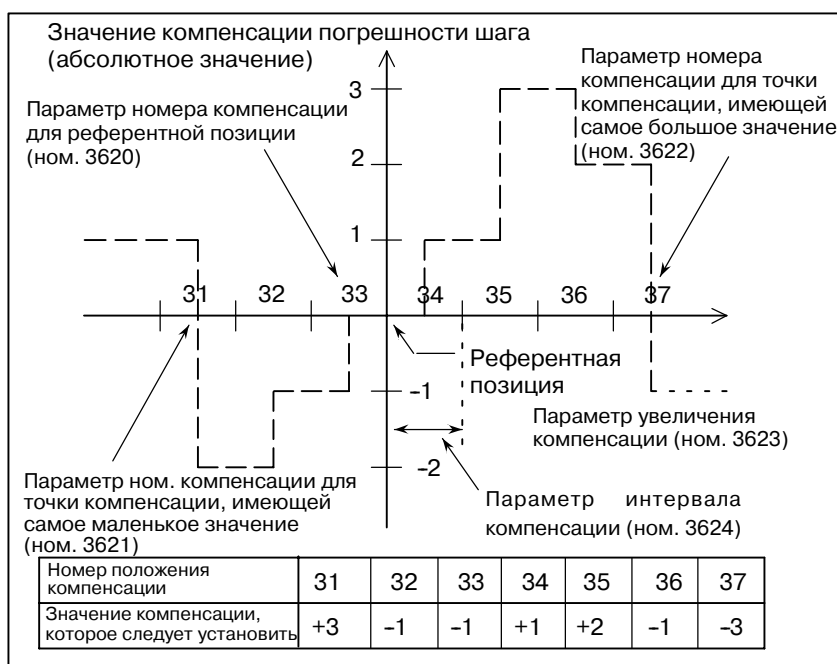 Значение компенсации погрешности шага
(абсолютное значение)
Параметр номера
компенсации для точки
компенсации, имеющей
самое большое значение
(ном. 3622)
Параметр номера компенсации
для референтной позиции
(ном. 3620)
3
2
1
31 32 33 34 35 36 37
Референтная
позиция
-1
-2
Параметр увеличения
компенсации (ном. 3623)
Параметр ном. компенсации для
точки компенсации, имеющей
самое маленькое значение
(ном. 3621)
Параметр интервала
компенсации (ном. 3624)
Номер положения
компенсации
31 32 33 34 35 36 37
Значение компенсации,
которое следует установить
+3 -1 -1 +1 +2 -1 -3